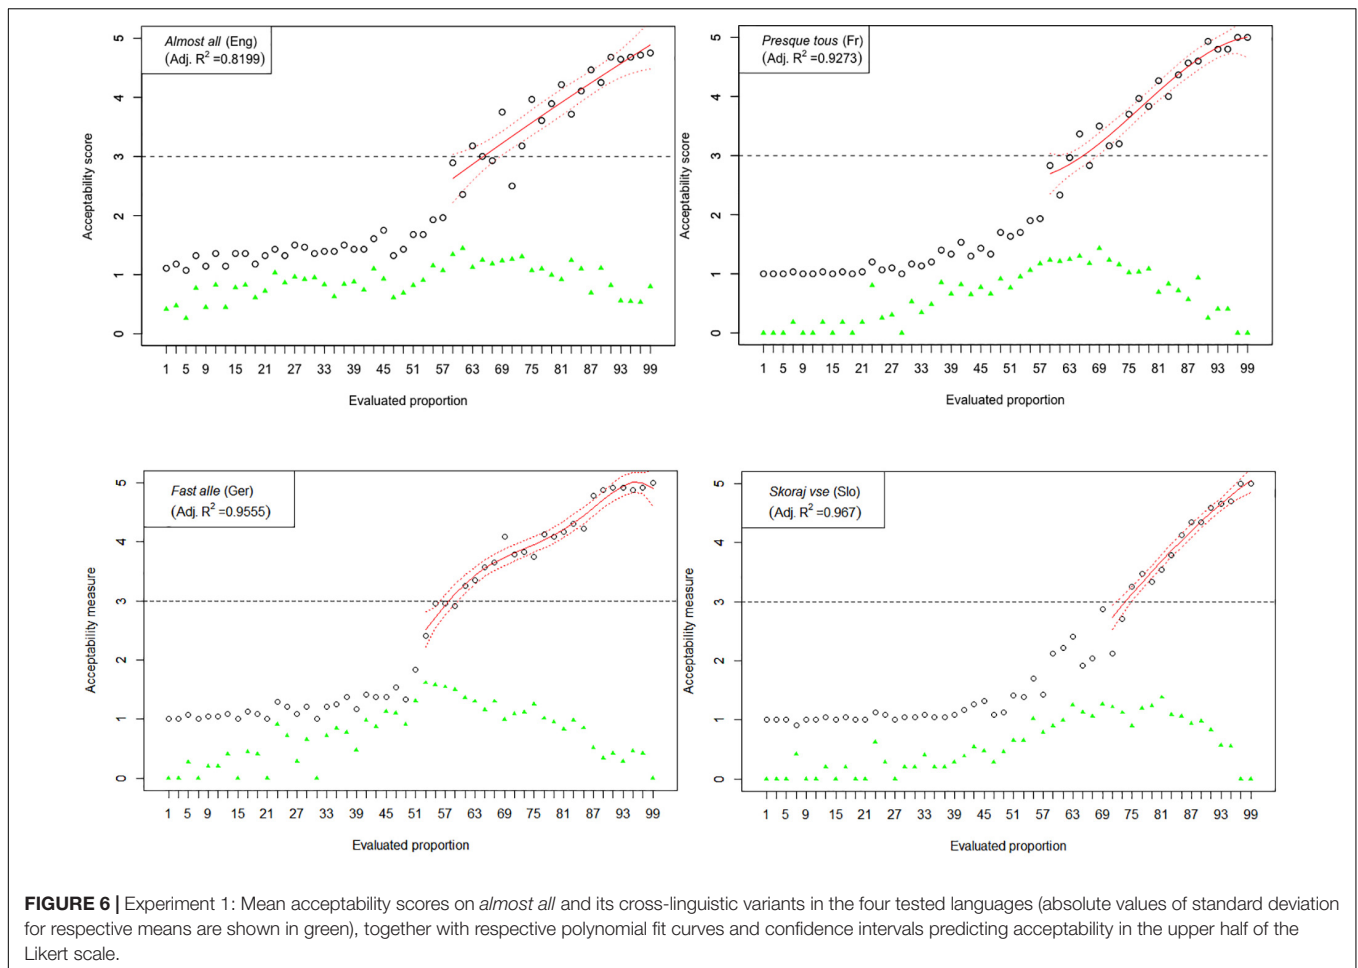 Almost all (Eng)
(Adj. R² =0.8199)
Acceptability score
5
4
3
2
1
0
1 5 9 15 21 27 33 39 45 51 57 63 69 75 81 87 93 99
Evaluated proportion
Presque tous (Fr)
(Adj. R² =0.9273)
Acceptability score
5
4
3
2
1
0
1 5 9 15 21 27 33 39 45 51 57 63 69 75 81 87 93 99
Evaluated proportion
Fast alle (Ger)
(Adj. R² =0.9555)
Acceptability measure
5
4
3
2
1
0
1 5 9 15 21 27 33 39 45 51 57 63 69 75 81 87 93 99
Evaluated proportion
Skoraj vse (Slo)
(Adj. R² =0.967)
Acceptability measure
5
4
3
2
1
0
1 5 9 15 21 27 33 39 45 51 57 63 69 75 81 87 93 99
Evaluated proportion
FIGURE 6 | Experiment 1: Mean acceptability scores on almost all and its cross-linguistic variants in the four tested languages (absolute values of standard deviation
for respective means are shown in green), together with respective polynomial fit curves and confidence intervals predicting acceptability in the upper half of the
Likert scale.